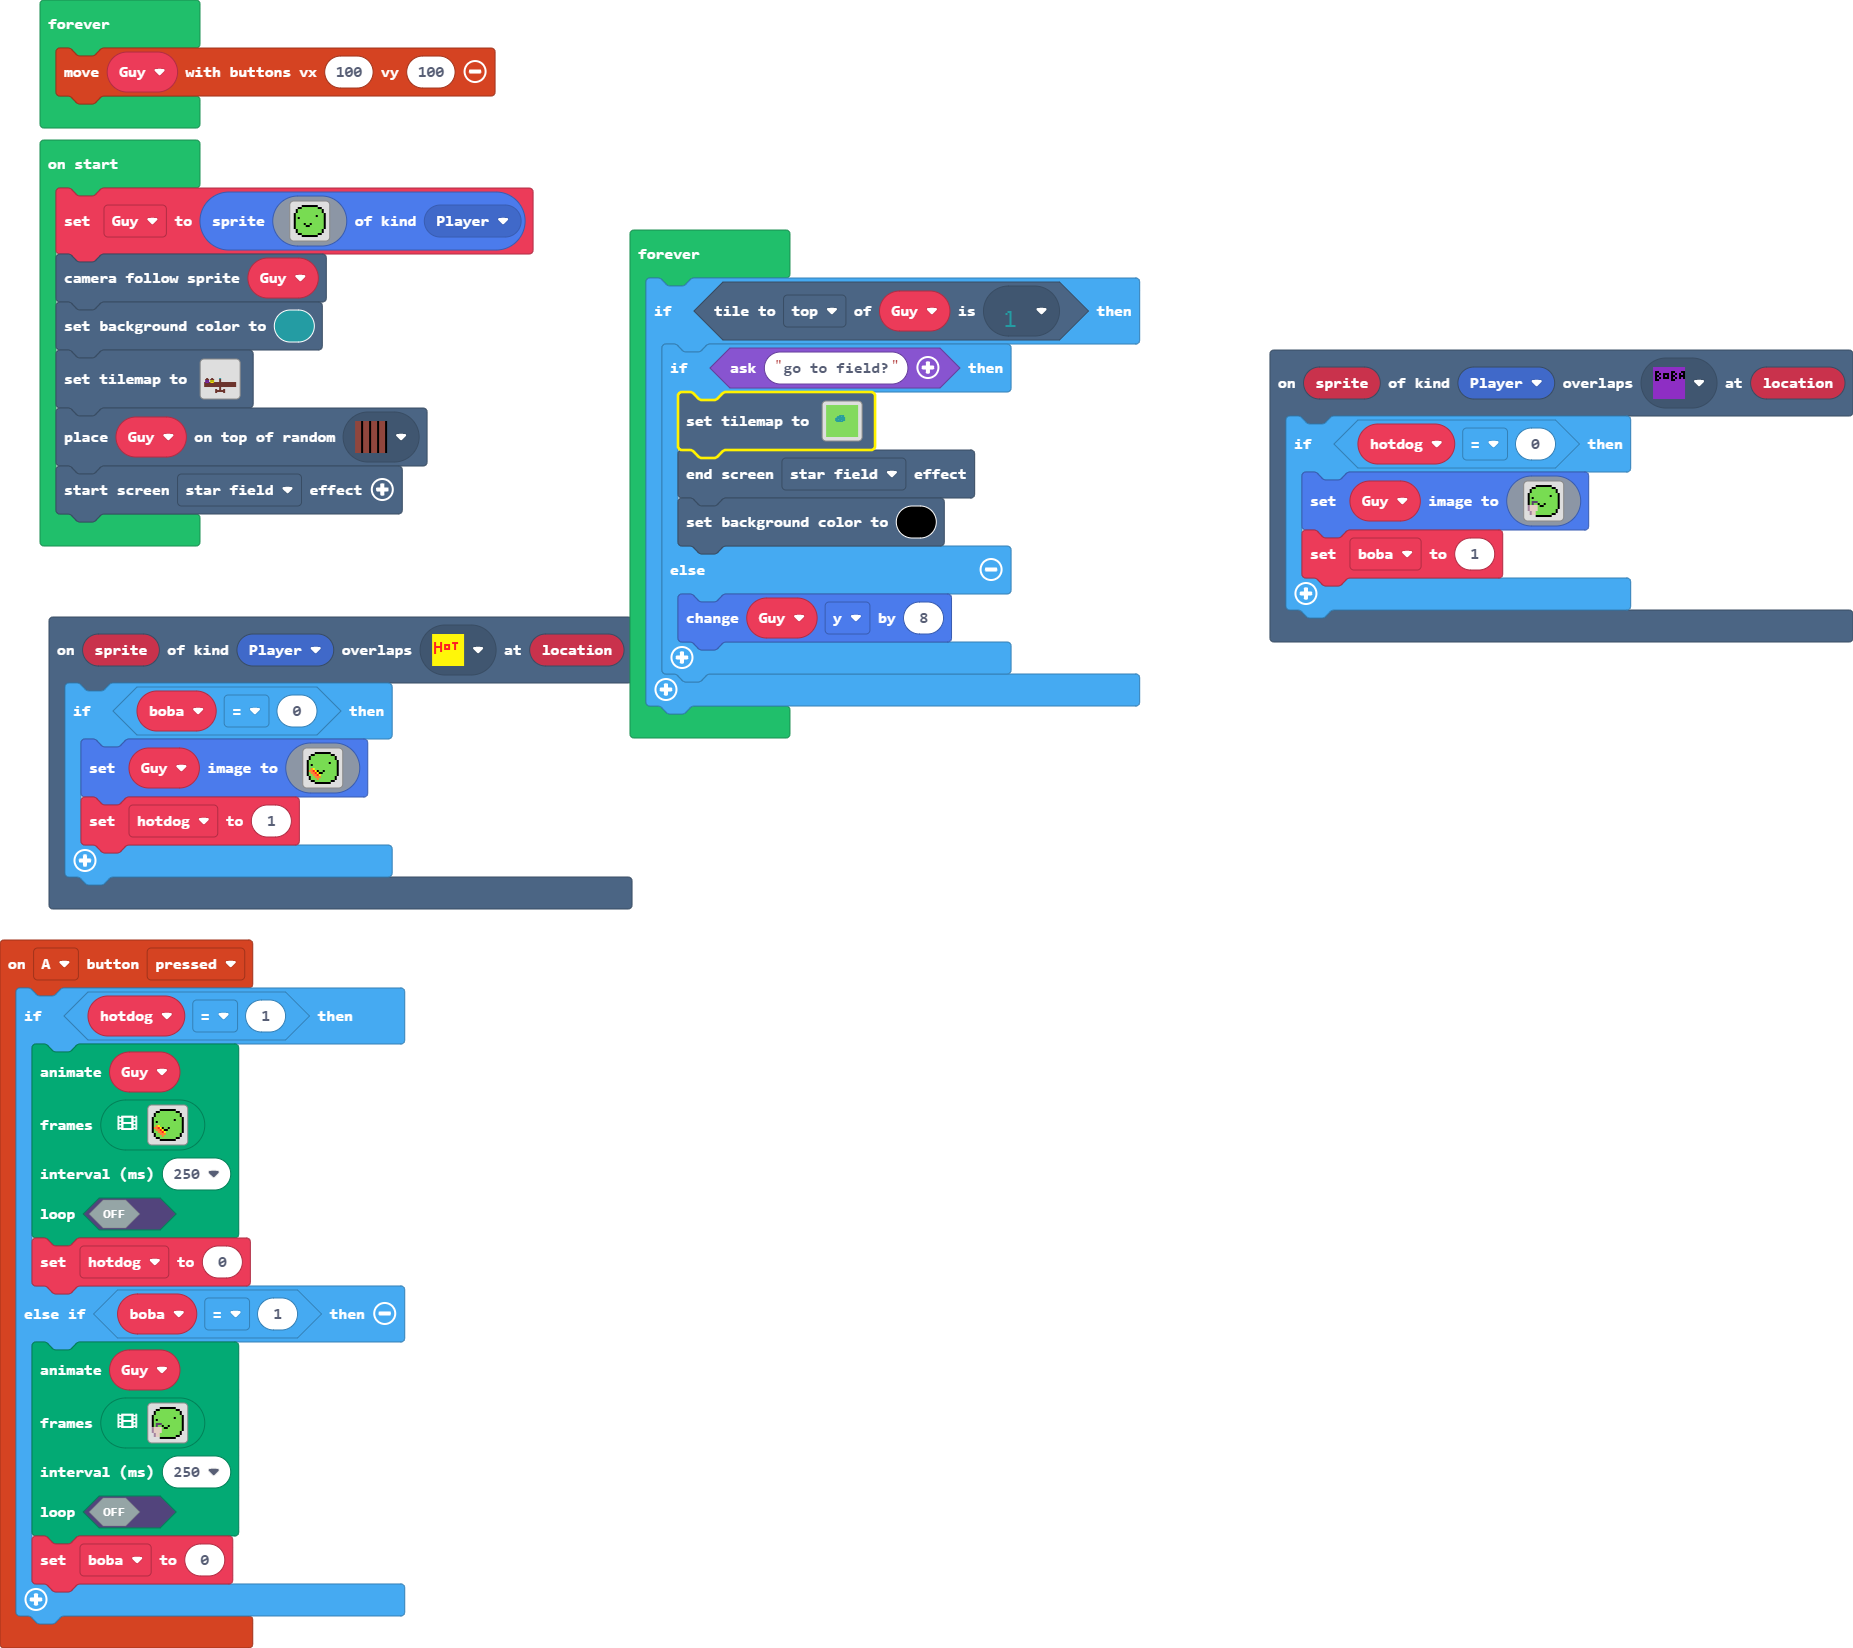 forever
move Guy with buttons vx 100 vy 100
on start
set Guy to sprite of kind Player
camera follow sprite Guy
set background color to
set tilemap to
place Guy on top of random
start screen star field effect
forever
if tile to top of Guy is 1 then
if ask "go to field?" then
set tilemap to
end screen star field effect
set background color to
else
change Guy y by 8
on sprite of kind Player overlaps BOBA at location
if hotdog = 0 then
set Guy image to
set boba to 1
on sprite of kind Player overlaps HOT at location
if boba = 0 then
set Guy image to
set hotdog to 1
on A button pressed
if hotdog = 1 then
animate Guy
frames
interval (ms) 250
loop OFF
set hotdog to 0
else if boba = 1 then
animate Guy
frames
interval (ms) 250
loop OFF
set boba to 0